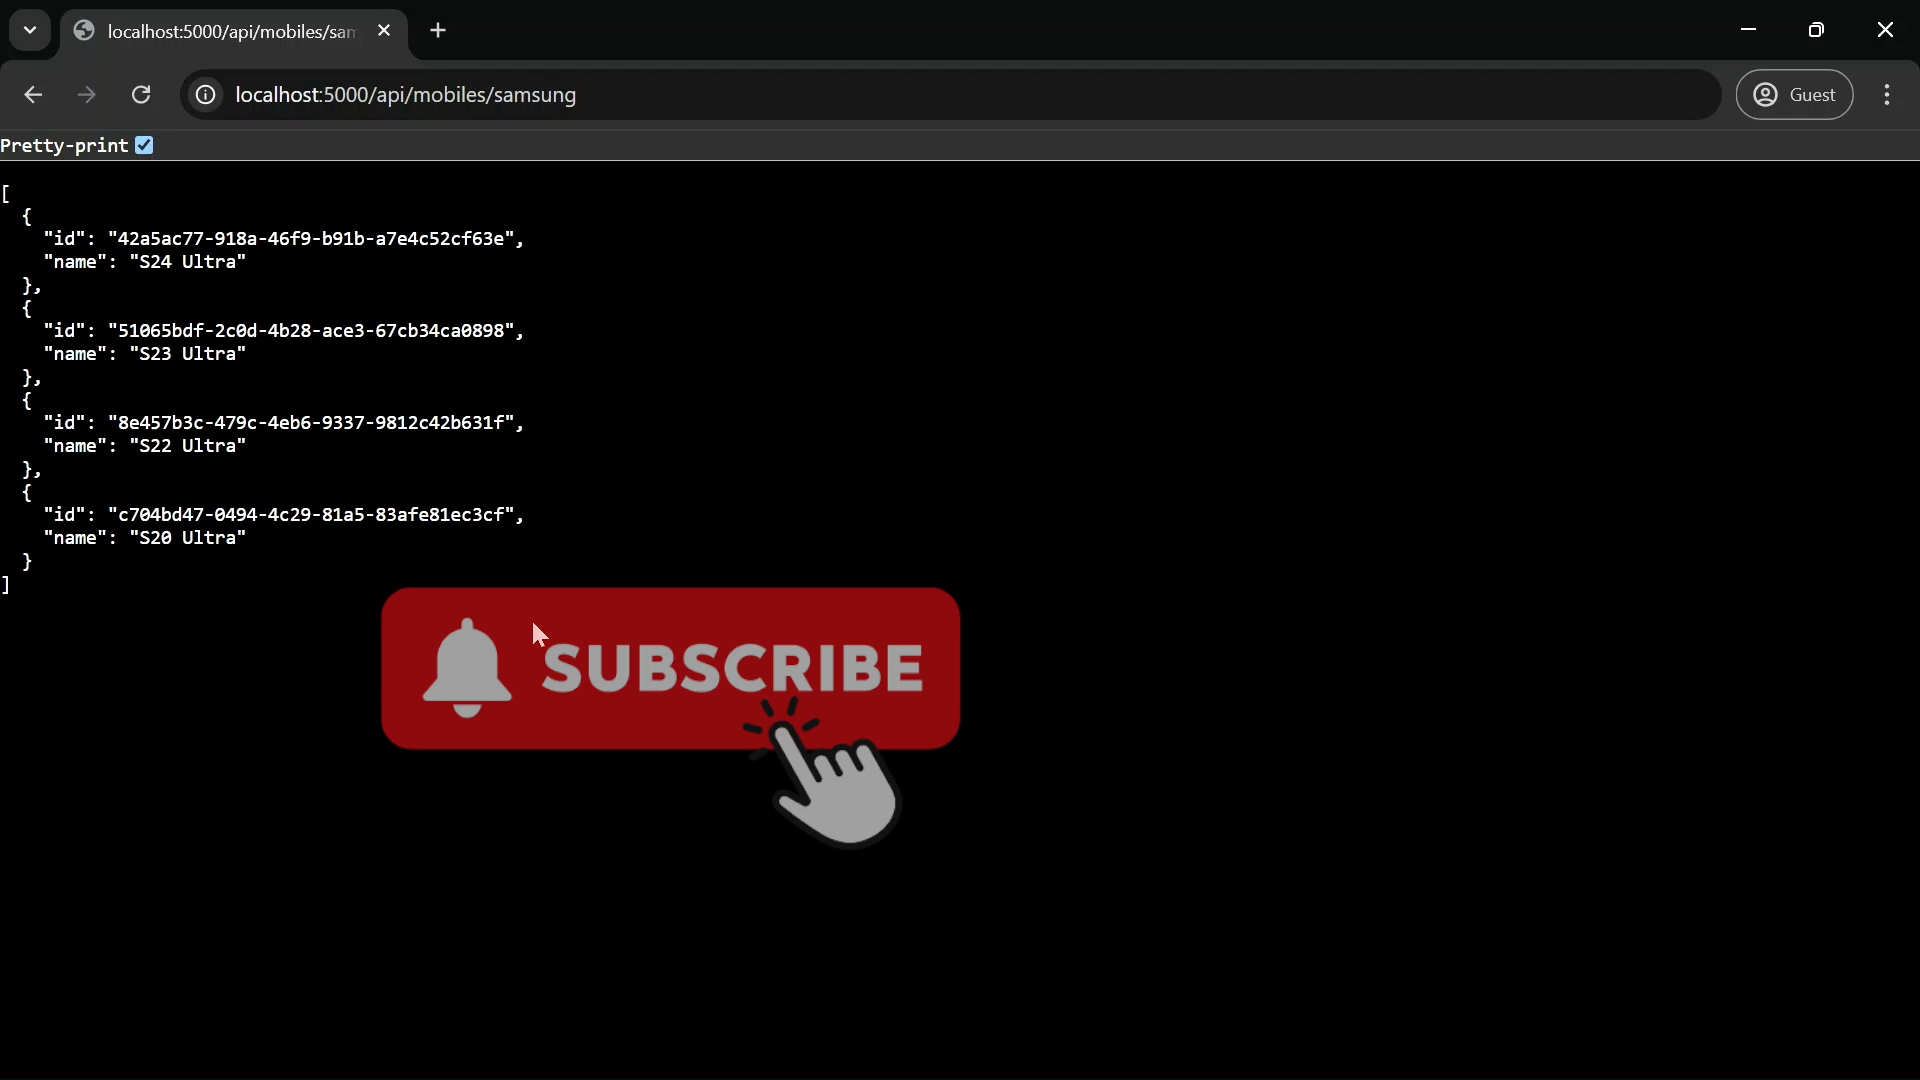 localhost:5000/api/mobiles/sam
localhost:5000/api/mobiles/samsung
Guest
Pretty-print
[
  {
    "id": "42a5ac77-918a-46f9-b91b-a7e4c52cf63e",
    "name": "S24 Ultra"
  },
  {
    "id": "51065bdf-2c0d-4b28-ace3-67cb34ca0898",
    "name": "S23 Ultra"
  },
  {
    "id": "8e457b3c-479c-4eb6-9337-9812c42b631f",
    "name": "S22 Ultra"
  },
  {
    "id": "c704bd47-0494-4c29-81a5-83afe81ec3cf",
    "name": "S20 Ultra"
  }
]
SUBSCRIBE